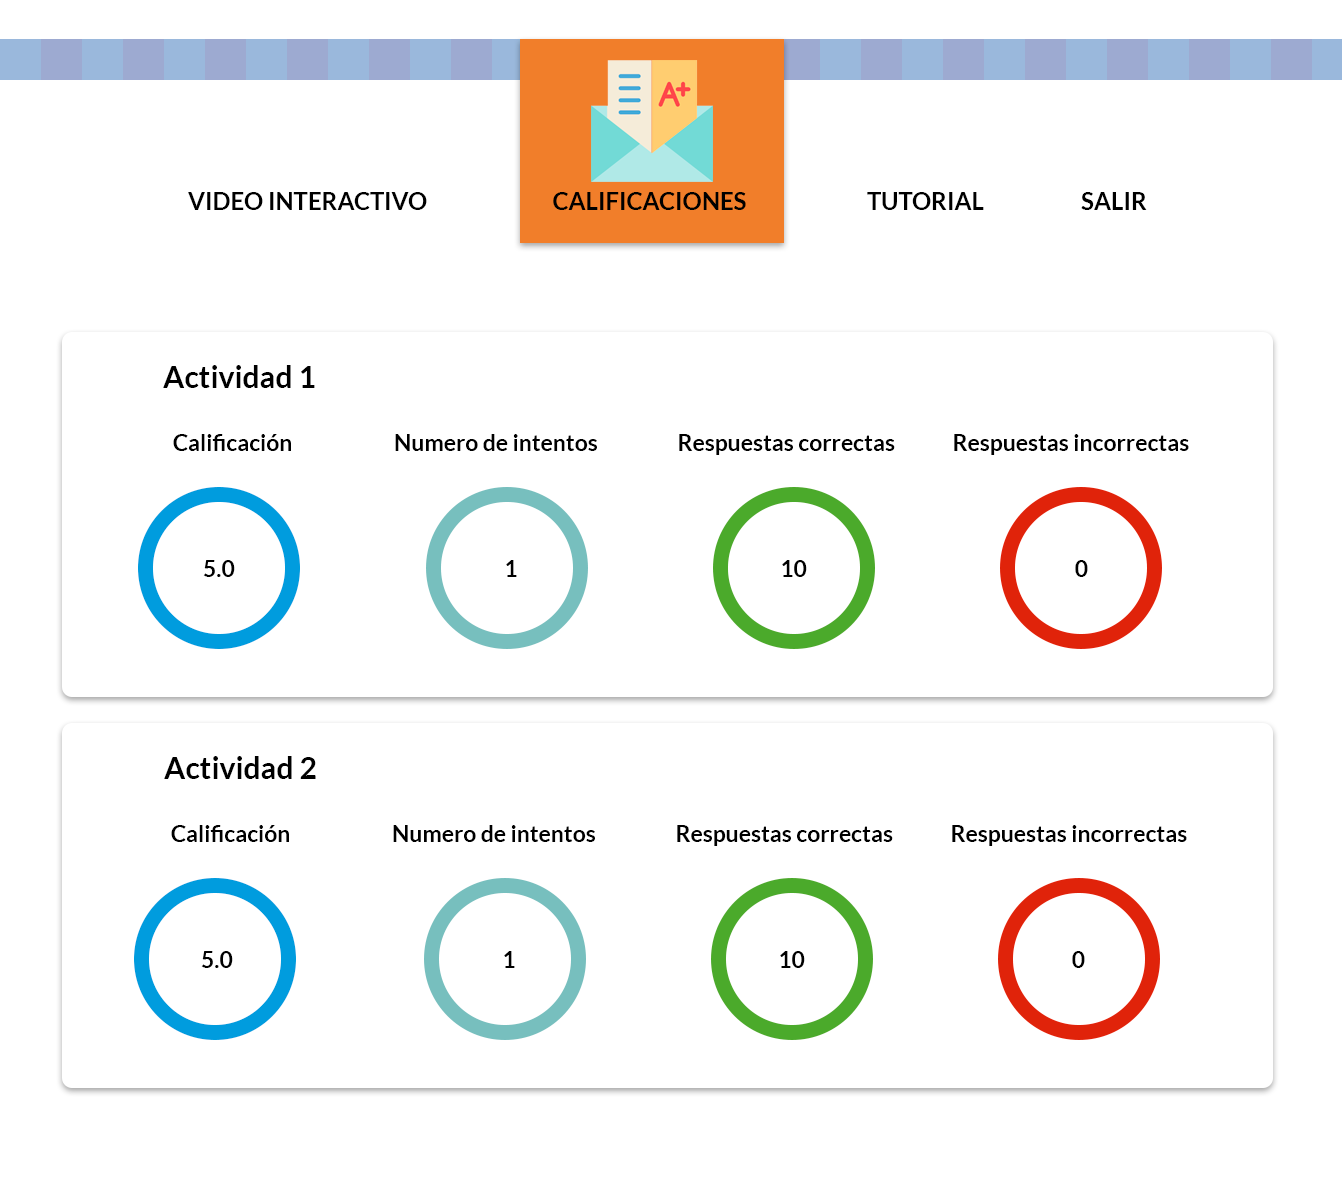 A+
VIDEO INTERACTIVO CALIFICACIONES TUTORIAL SALIR
Actividad 1
Calificación Numero de intentos Respuestas correctas Respuestas incorrectas
5.0 1 10 0
Actividad 2
Calificación Numero de intentos Respuestas correctas Respuestas incorrectas
5.0 1 10 0